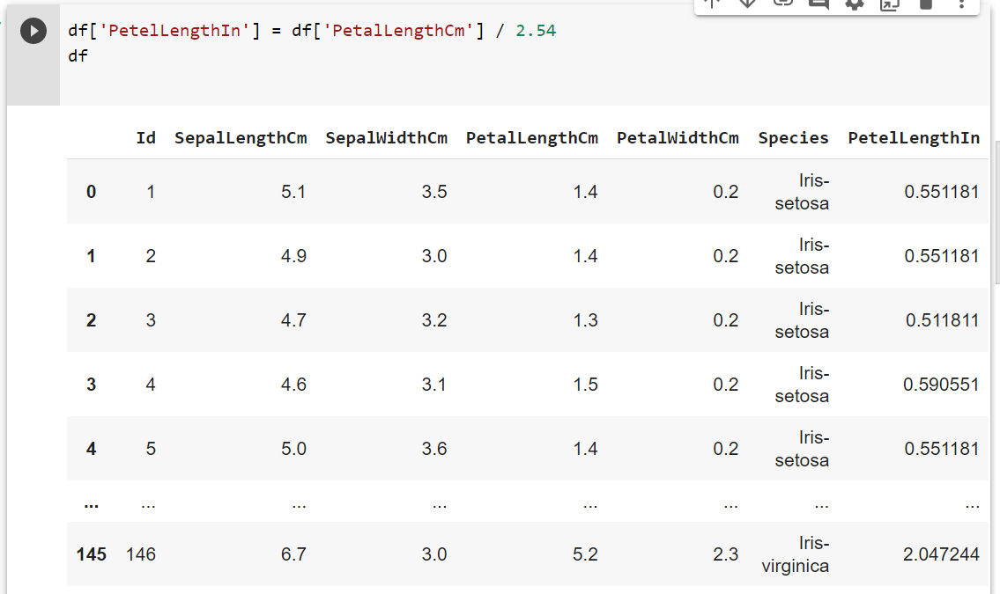 df['PetelLengthIn'] = df['PetalLengthCm'] / 2.54
df
Id SepalLengthCm SepalWidthCm PetalLengthCm PetalWidthCm Species PetelLengthIn
0 1 5.1 3.5 1.4 0.2 Iris-setosa 0.551181
1 2 4.9 3.0 1.4 0.2 Iris-setosa 0.551181
2 3 4.7 3.2 1.3 0.2 Iris-setosa 0.511811
3 4 4.6 3.1 1.5 0.2 Iris-setosa 0.590551
4 5 5.0 3.6 1.4 0.2 Iris-setosa 0.551181
... ... ... ... ... ... ... ...
145 146 6.7 3.0 5.2 2.3 Iris-virginica 2.047244